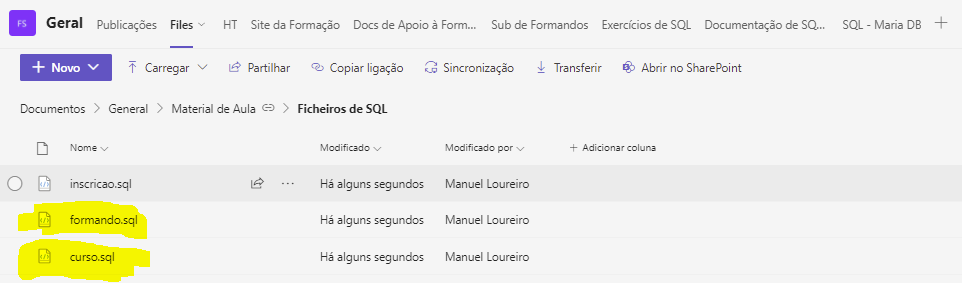 FS Geral Publicações Files HT Site da Formação Docs de Apoio à Form... Sub de Formandos Exercícios de SQL Documentação de SQ... SQL - Maria DB
Novo Carregar Partilhar Copiar ligação Sincronização Transferir Abrir no SharePoint
Documentos General Material de Aula Ficheiros de SQL
Nome Modificado Modificado por Adicionar coluna
inscricao.sql Há alguns segundos Manuel Loureiro
formando.sql Há alguns segundos Manuel Loureiro
curso.sql Há alguns segundos Manuel Loureiro